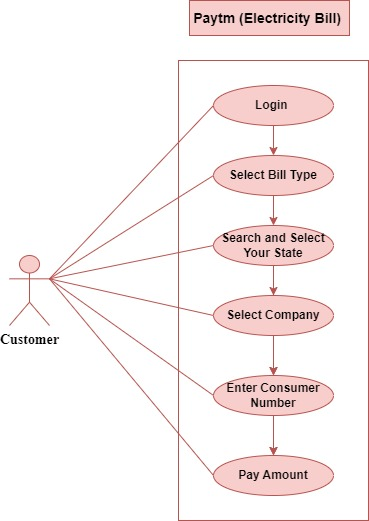 Paytm (Electricity Bill)
Login
Select Bill Type
Search and Select
Your State
Select Company
Enter Consumer
Number
Pay Amount
Customer